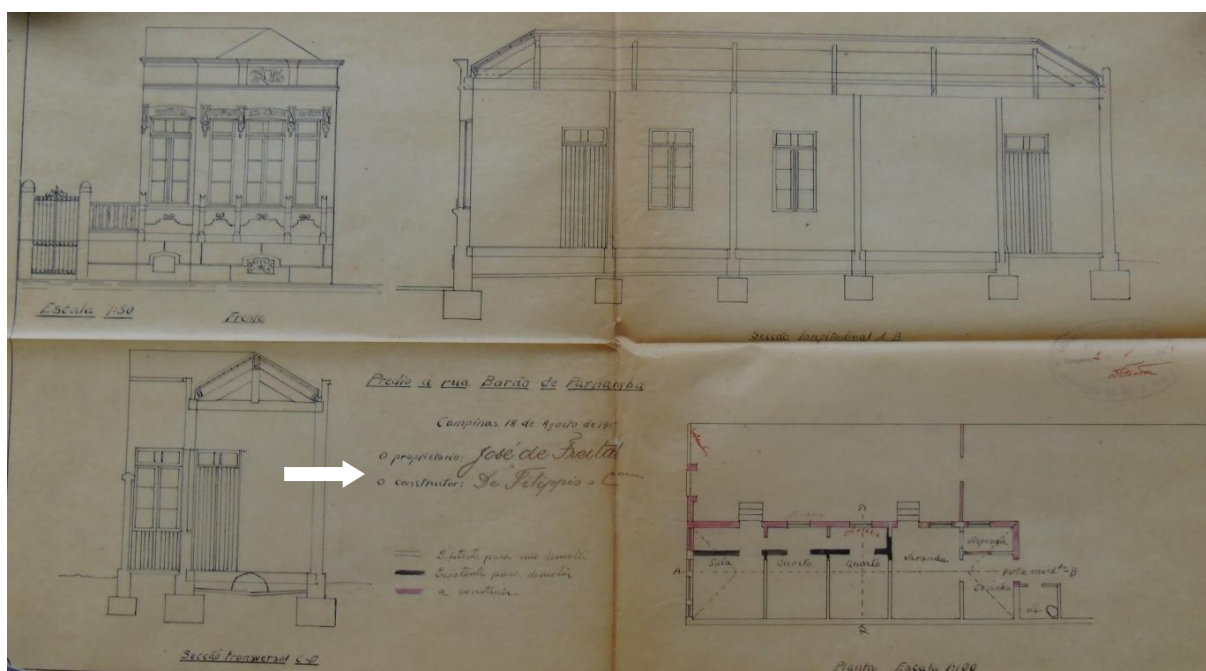 Escala 1:50
Frente
Secção longitudinal A-B
Predio á rua Barão de Parnahyba
Campinas 18 de Agosto de
o proprietario: José de Freitas
o constructor: De Filippis & C
Existente para não demolir
Existente para demolir
a construir
Secção transversal C-D
A
Sala
Quarto
Quarto
Varanda
dispensa
Cozinha
B
Planta Escala 1:100